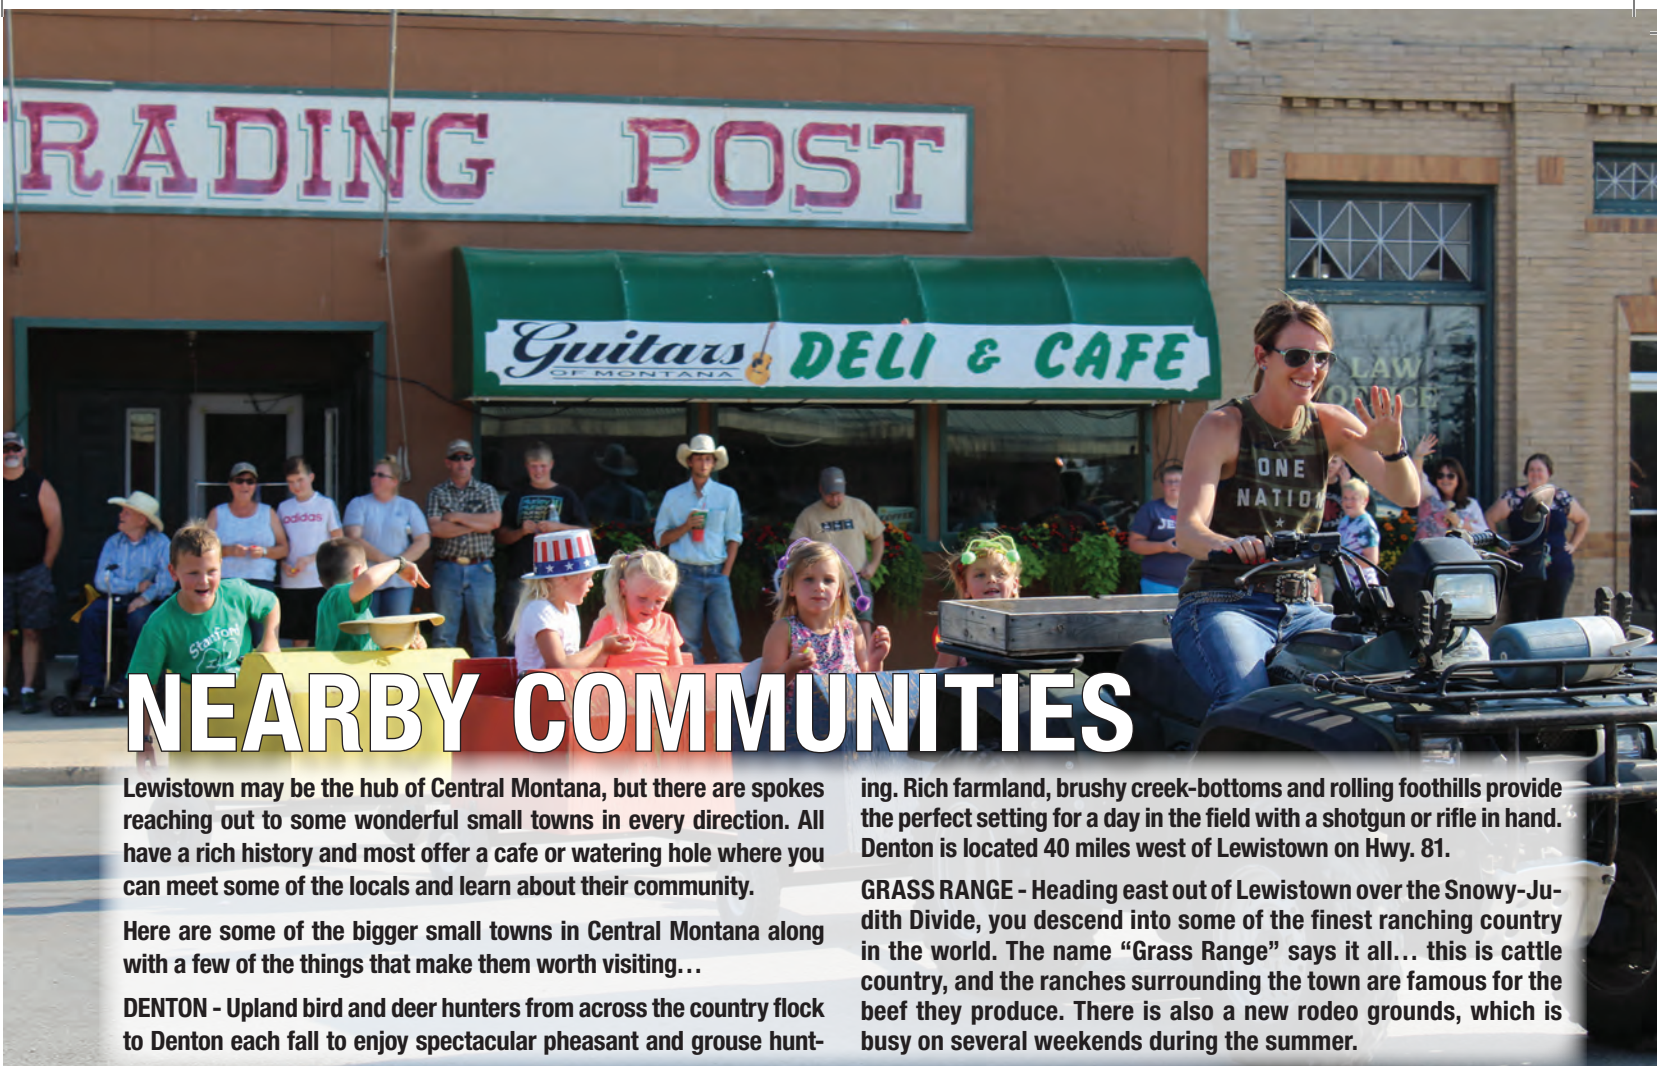 RADING POST
Guitars
OF MONTANA
DELI & CAFE
LAW
OFFICE
adidas
ONE
NATION
Stanford
NEARBY COMMUNITIES
Lewistown may be the hub of Central Montana, but there are spokes
reaching out to some wonderful small towns in every direction. All
have a rich history and most offer a cafe or watering hole where you
can meet some of the locals and learn about their community.
Here are some of the bigger small towns in Central Montana along
with a few of the things that make them worth visiting…
DENTON - Upland bird and deer hunters from across the country flock
to Denton each fall to enjoy spectacular pheasant and grouse hunt-
ing. Rich farmland, brushy creek-bottoms and rolling foothills provide
the perfect setting for a day in the field with a shotgun or rifle in hand.
Denton is located 40 miles west of Lewistown on Hwy. 81.
GRASS RANGE - Heading east out of Lewistown over the Snowy-Ju-
dith Divide, you descend into some of the finest ranching country
in the world. The name “Grass Range” says it all… this is cattle
country, and the ranches surrounding the town are famous for the
beef they produce. There is also a new rodeo grounds, which is
busy on several weekends during the summer.